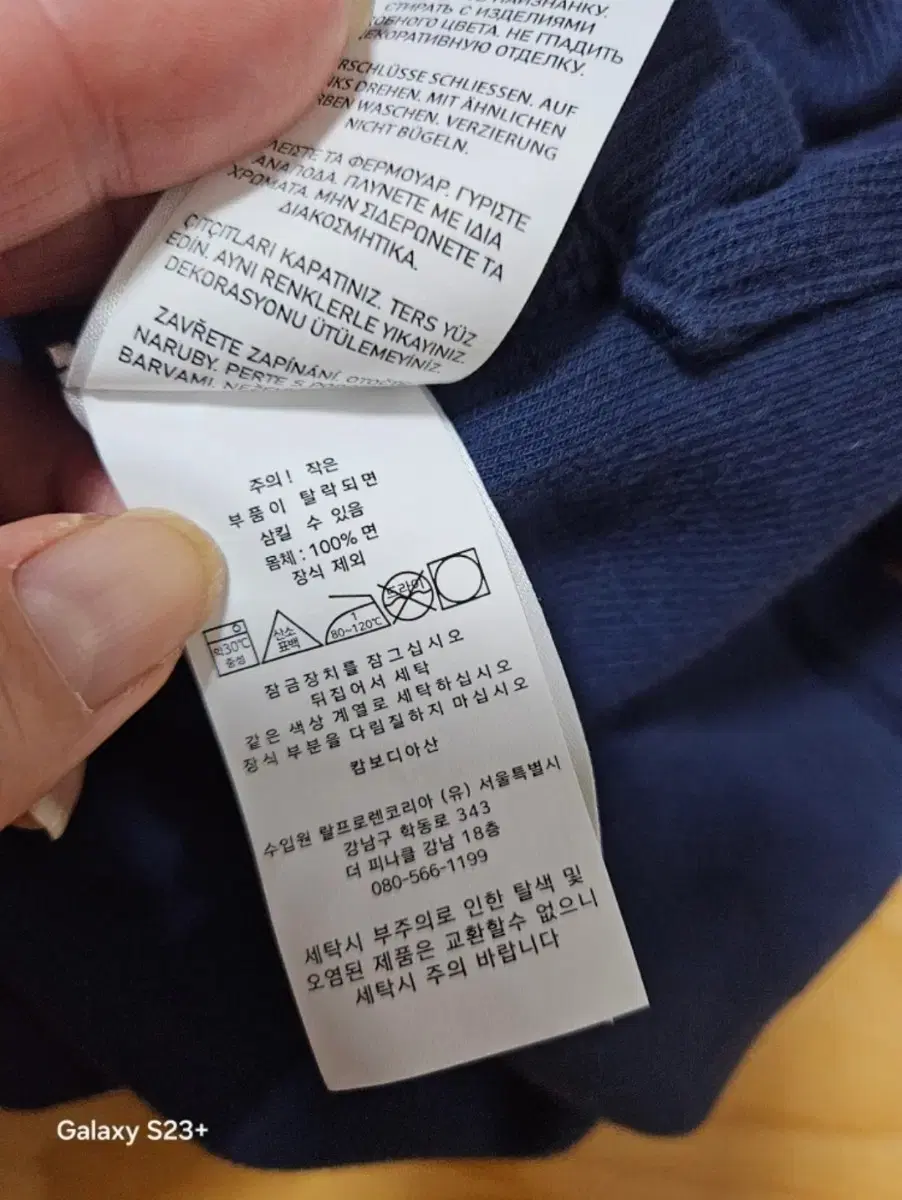 НАИЗНАНКУ.
СТИРАТЬ С ИЗДЕЛИЯМИ
ЦВЕТА. НЕ ГЛАДИТЬ
ОТДЕЛКУ.
SCHLIESSEN. AUF
DREHEN. MIT ÄHNLICHEN
WASCHEN. VERZIERUNG
NICHT BÜGELN.
ΤΑ ΦΕΡΜΟΥΑΡ. ΓΥΡΙΣΤΕ
ΑΝΑΠΟΔΑ. ΠΛΥΝΕΤΕ ΜΕ ΙΔΙΑ
ΧΡΩΜΑΤΑ. ΜΗΝ ΣΙΔΕΡΩΝΕΤΕ ΤΑ
ΔΙΑΚΟΣΜΗΤΙΚΑ.
ÇITÇITLARI KAPATINIZ. TERS YÜZ
EDİN. AYNI RENKLERLE YIKAYINIZ.
DEKORASYONU ÜTÜLEMEYİNİZ.
ZAVŘETE ZAPÍNÁNÍ.
NARUBY. PERTE S
BARVAMI.
주의! 작은
부품이 탈락되면
삼킬 수 있음
몸체 : 100% 면
장식 제외
약30℃
중성
산소
표백
1
80~120℃
드라이
잠금장치를 잠그십시오
뒤집어서 세탁
같은 색상 계열로 세탁하십시오
장식 부분을 다림질하지 마십시오
캄보디아산
수입원 랄프로렌코리아 (유) 서울특별시
강남구 학동로 343
더 피나클 강남 18층
080-566-1199
세탁시 부주의로 인한 탈색 및
오염된 제품은 교환할수 없으니
세탁시 주의 바랍니다
Galaxy S23+